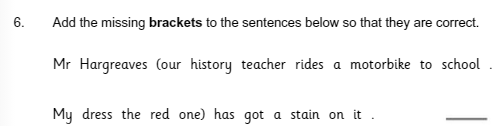 6. Add the missing brackets to the sentences below so that they are correct.
Mr Hargreaves (our history teacher rides a motorbike to school .
My dress the red one) has got a stain on it .